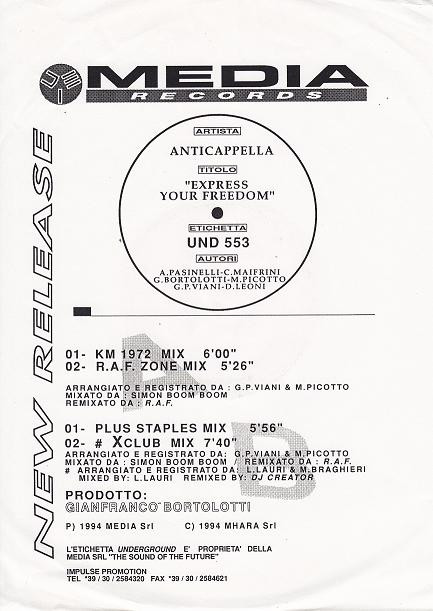 MEDIA
RECORDS
NEW RELEASE
ARTISTA
ANTICAPPELLA
TITOLO
"EXPRESS
YOUR FREEDOM"
ETICHETTA
UND 553
AUTORI
A.PASINELLI-C.MAIFRINI
G.BORTOLOTTI-M.PICOTTO
G.P.VIANI-D.LEONI
A
01- KM 1972 MIX 6'00"
02- R.A.F. ZONE MIX 5'26"
ARRANGIATO E REGISTRATO DA : G.P.VIANI & M.PICOTTO
MIXATO DA : SIMON BOOM BOOM
REMIXATO DA : R.A.F.
B
01- PLUS STAPLES MIX 5'56"
02- # XCLUB MIX 7'40"
ARRANGIATO E REGISTRATO DA: G.P.VIANI & M.PICOTTO
MIXATO DA : SIMON BOOM BOOM / REMIXATO DA : R.A.F.
# ARRANGIATO E REGISTRATO DA: L.LAURI & M.BRAGHIERI
MIXED BY: L.LAURI REMIXED BY: DJ CREATOR
PRODOTTO:
GIANFRANCO BORTOLOTTI
P) 1994 MEDIA Srl C) 1994 MHARA Srl
L'ETICHETTA UNDERGROUND E' PROPRIETA' DELLA
MEDIA SRL "THE SOUND OF THE FUTURE"
IMPULSE PROMOTION
TEL *39 / 30 / 2584320 FAX *39 / 30 / 2584621